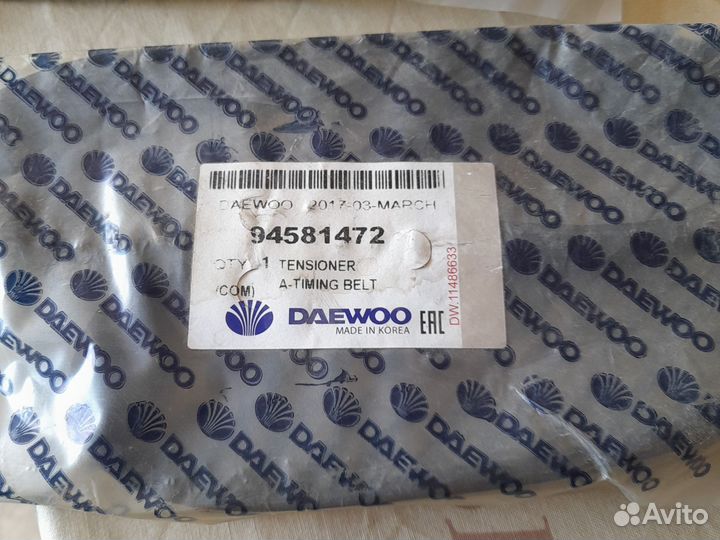 DAEWOO 2017-03-MARCH
94581472
QTY 1 TENSIONER
(COM) A-TIMING BELT
DAEWOO
MADE IN KOREA
EAC
DW.11486633
DAEWOO
Avito